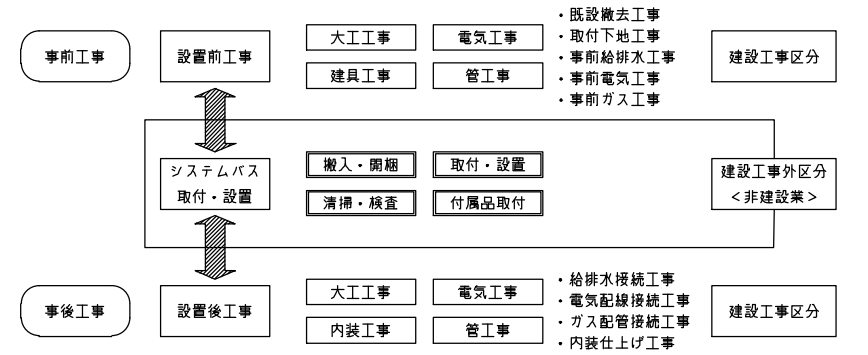 事前工事
設置前工事
大工工事
電気工事
建具工事
管工事
・既設撤去工事
・取付下地工事
・事前給排水工事
・事前電気工事
・事前ガス工事
建設工事区分
システムバス
取付・設置
搬入・開梱
取付・設置
清掃・検査
付属品取付
建設工事外区分
＜非建設業＞
事後工事
設置後工事
大工工事
電気工事
内装工事
管工事
・給排水接続工事
・電気配線接続工事
・ガス配管接続工事
・内装仕上げ工事
建設工事区分